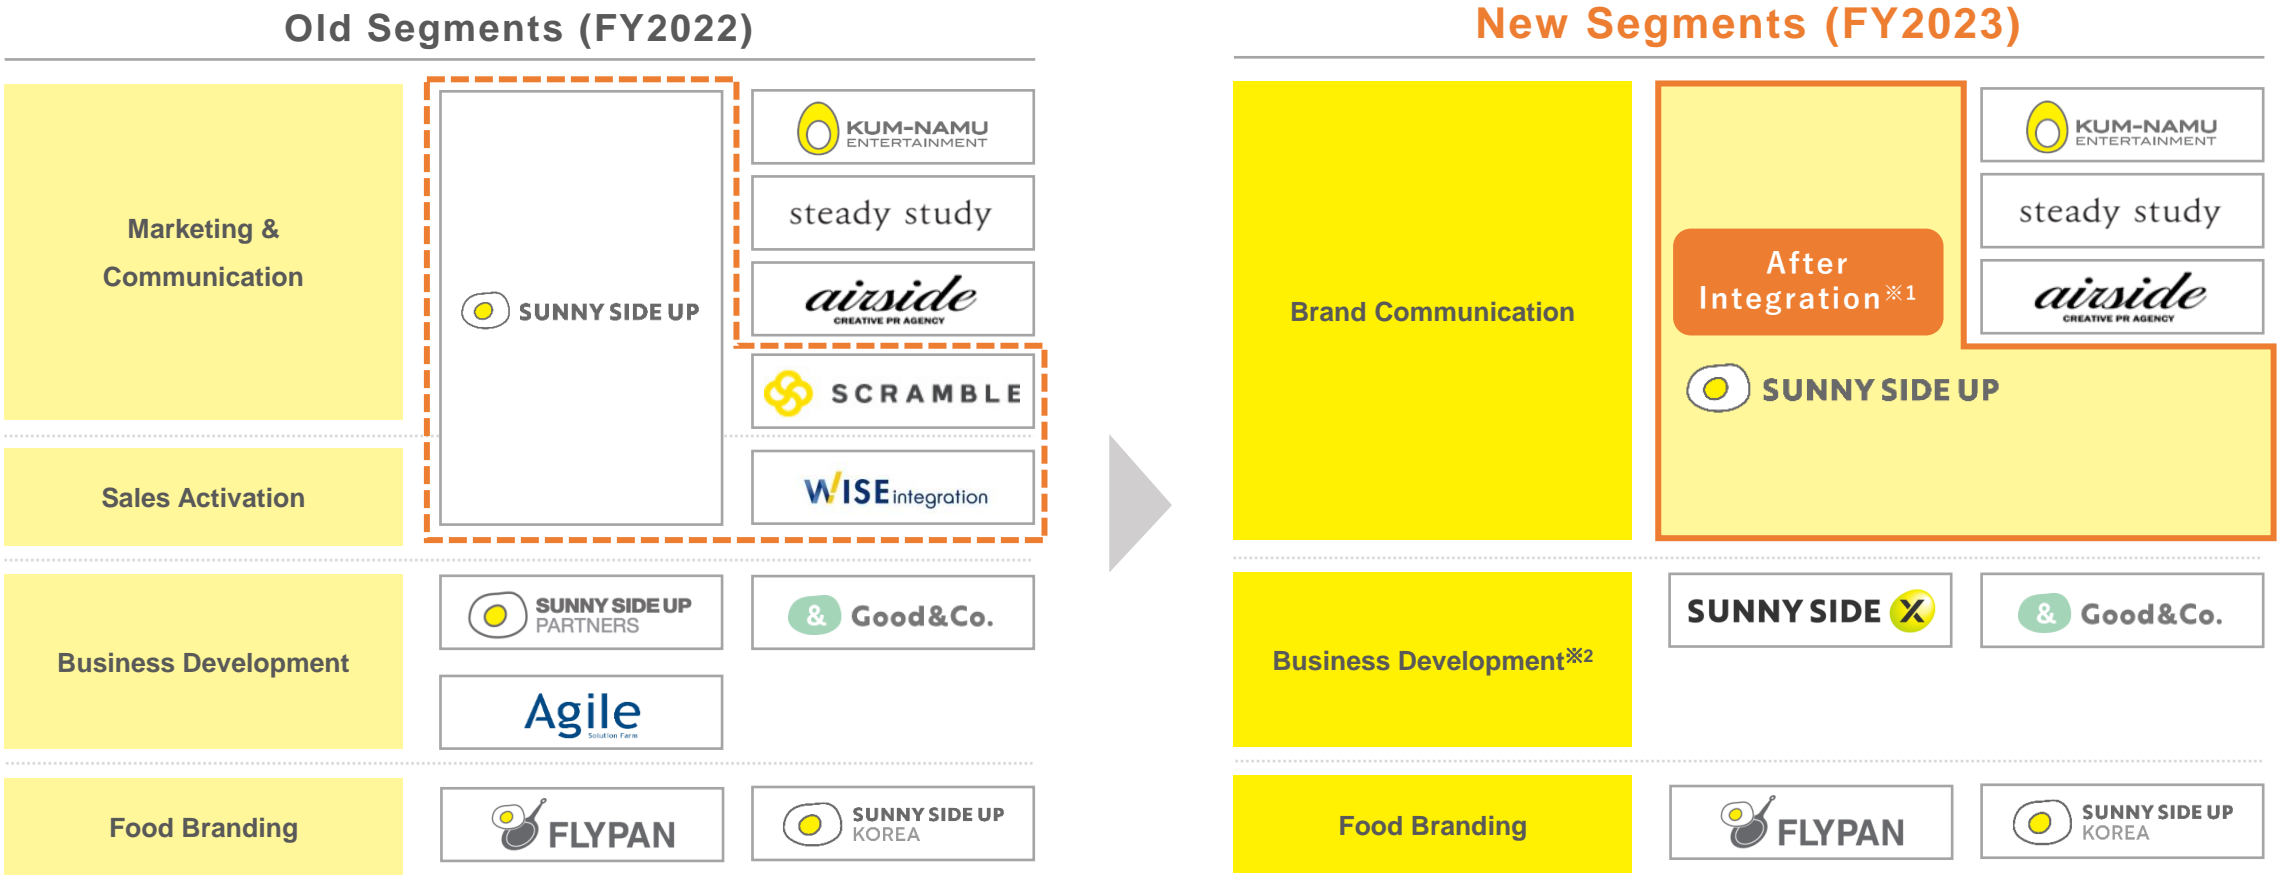 Old Segments (FY2022)
Marketing &
Communication
Sales Activation
SUNNY SIDE UP
KUM-NAMU
ENTERTAINMENT
steady study
airside
CREATIVE PR AGENCY
SCRAMBLE
WISE integration
Business Development
SUNNY SIDE UP
PARTNERS
& Good&Co.
Agile
Solution Farm
Food Branding
FLYPAN
SUNNY SIDE UP
KOREA
New Segments (FY2023)
Brand Communication
After
Integration※1
SUNNY SIDE UP
KUM-NAMU
ENTERTAINMENT
steady study
airside
CREATIVE PR AGENCY
Business Development※2
SUNNY SIDE X
& Good&Co.
Food Branding
FLYPAN
SUNNY SIDE UP
KOREA